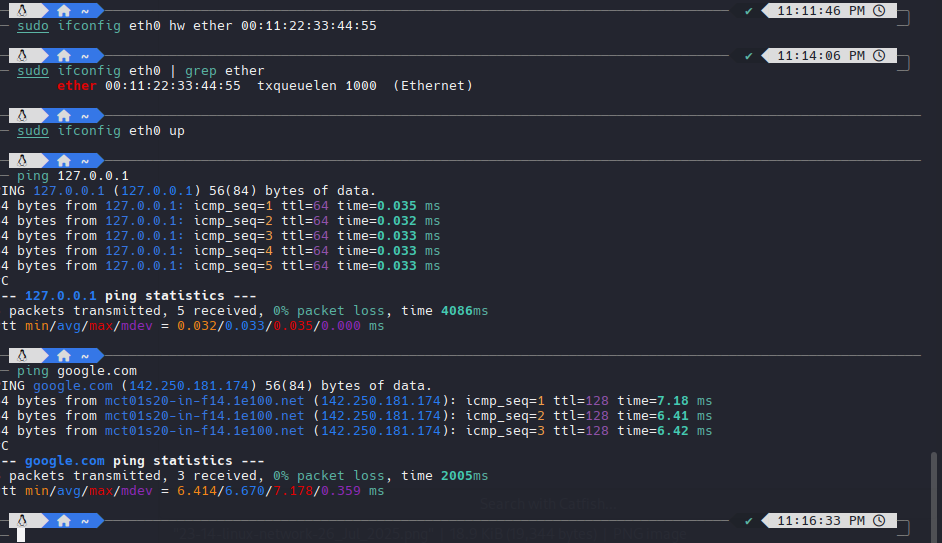 ~ ✔ 11:11:46 PM
sudo ifconfig eth0 hw ether 00:11:22:33:44:55
~ ✔ 11:14:06 PM
sudo ifconfig eth0 | grep ether
ether 00:11:22:33:44:55 txqueuelen 1000 (Ethernet)
~
sudo ifconfig eth0 up
~
ping 127.0.0.1
ING 127.0.0.1 (127.0.0.1) 56(84) bytes of data.
4 bytes from 127.0.0.1: icmp_seq=1 ttl=64 time=0.035 ms
4 bytes from 127.0.0.1: icmp_seq=2 ttl=64 time=0.032 ms
4 bytes from 127.0.0.1: icmp_seq=3 ttl=64 time=0.033 ms
4 bytes from 127.0.0.1: icmp_seq=4 ttl=64 time=0.033 ms
4 bytes from 127.0.0.1: icmp_seq=5 ttl=64 time=0.033 ms
C
-- 127.0.0.1 ping statistics ---
packets transmitted, 5 received, 0% packet loss, time 4086ms
tt min/avg/max/mdev = 0.032/0.033/0.035/0.000 ms
~
ping google.com
ING google.com (142.250.181.174) 56(84) bytes of data.
4 bytes from mct01s20-in-f14.1e100.net (142.250.181.174): icmp_seq=1 ttl=128 time=7.18 ms
4 bytes from mct01s20-in-f14.1e100.net (142.250.181.174): icmp_seq=2 ttl=128 time=6.41 ms
4 bytes from mct01s20-in-f14.1e100.net (142.250.181.174): icmp_seq=3 ttl=128 time=6.42 ms
C
-- google.com ping statistics ---
packets transmitted, 3 received, 0% packet loss, time 2005ms
tt min/avg/max/mdev = 6.414/6.670/7.178/0.359 ms
~ ✔ 11:16:33 PM